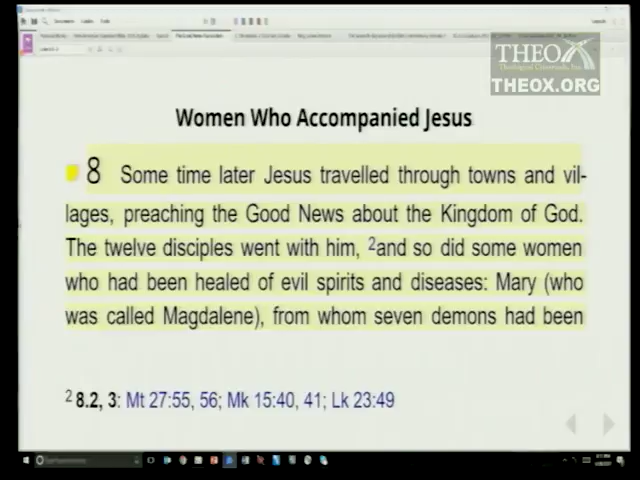 THEOX
THEOX.ORG
Women Who Accompanied Jesus
8 Some time later Jesus travelled through towns and vil-
lages, preaching the Good News about the Kingdom of God.
The twelve disciples went with him, ²and so did some women
who had been healed of evil spirits and diseases: Mary (who
was called Magdalene), from whom seven demons had been
² 8.2, 3: Mt 27:55, 56; Mk 15:40, 41; Lk 23:49